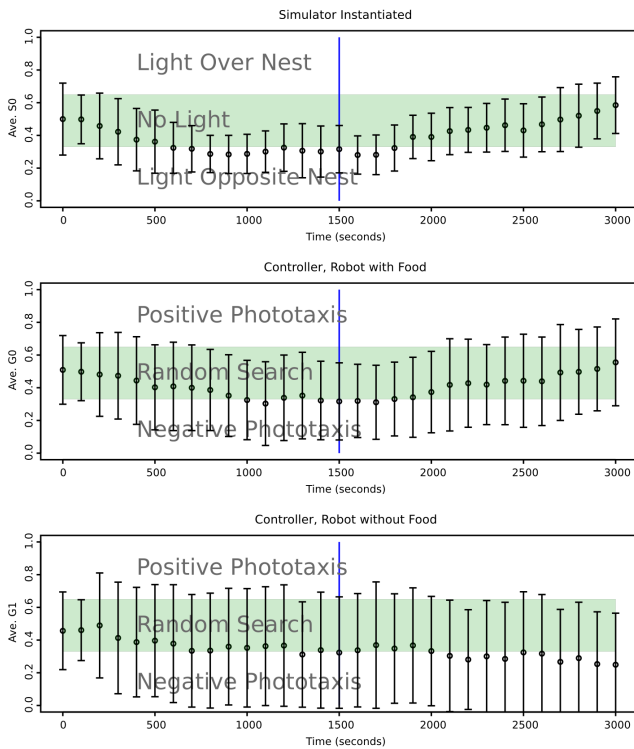 Simulator Instantiated
Ave. S0
1.0
0.8
0.6
0.4
0.2
0.0
Light Over Nest
No Light
Light Opposite Nest
0 500 1000 1500 2000 2500 3000
Time (seconds)
Controller, Robot with Food
Ave. G0
1.0
0.8
0.6
0.4
0.2
0.0
Positive Phototaxis
Random Search
Negative Phototaxis
0 500 1000 1500 2000 2500 3000
Time (seconds)
Controller, Robot without Food
Ave. G1
1.0
0.8
0.6
0.4
0.2
0.0
Positive Phototaxis
Random Search
Negative Phototaxis
0 500 1000 1500 2000 2500 3000
Time (seconds)